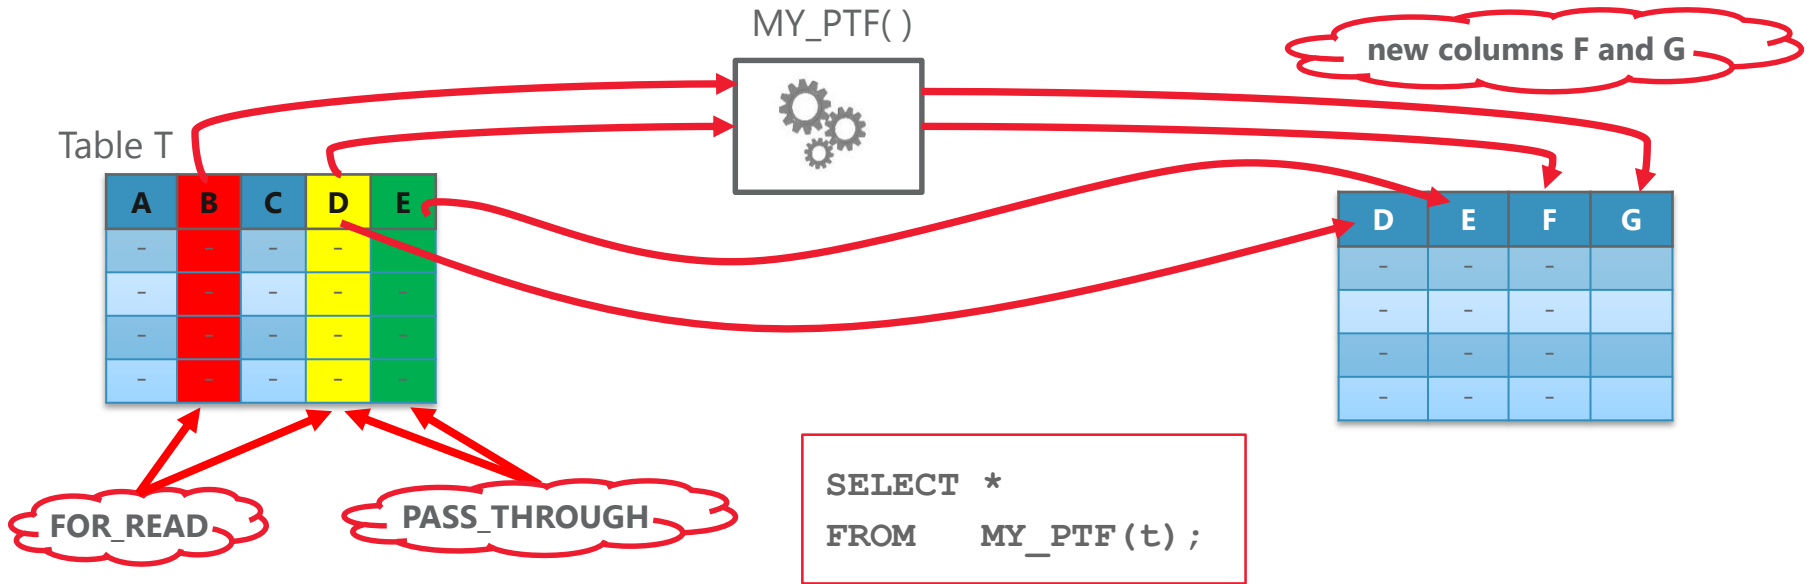 MY_PTF( )
new columns F and G
Table T
A B C D E
- - - -
- - - - -
- - - - -
- - - - -
D E F G
- - -
- - -
- - -
- - -
FOR_READ
PASS_THROUGH
SELECT *
FROM MY_PTF(t);